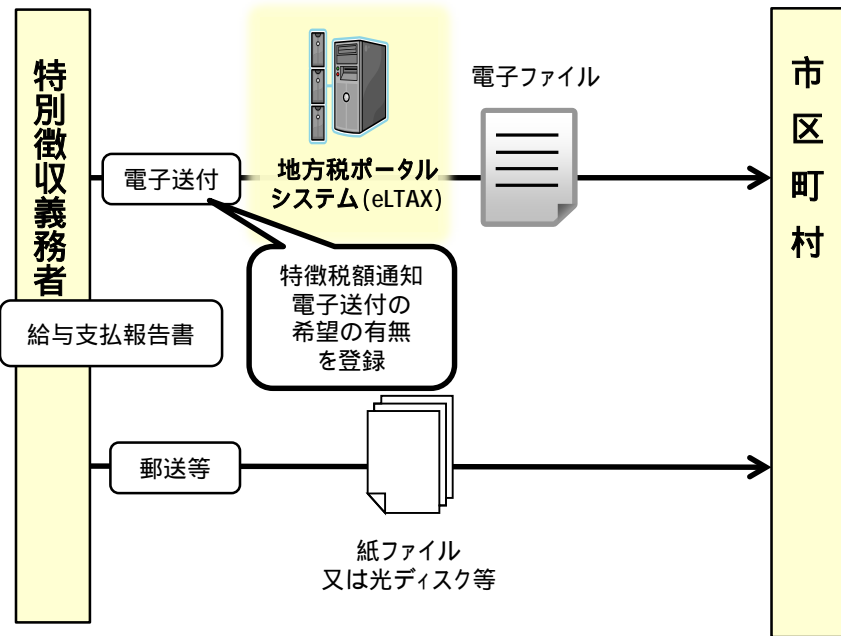 特別徴収義務者
電子送付
地方税ポータル
システム(eLTAX)
電子ファイル
市区町村
特徴税額通知
電子送付の
希望の有無
を登録
給与支払報告書
郵送等
紙ファイル
又は光ディスク等